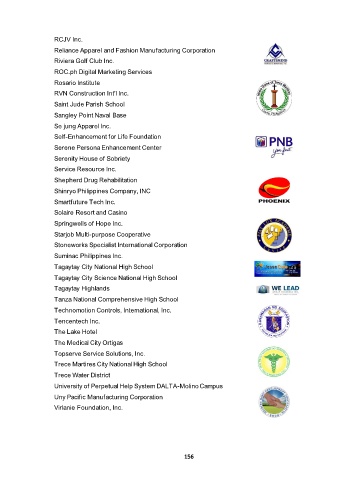 RCJV Inc.
Reliance Apparel and Fashion Manufacturing Corporation
Riviera Golf Club Inc.
ROC.ph Digital Marketing Services
Rosario Institute
RVN Construction Int'l Inc.
Saint Jude Parish School
Sangley Point Naval Base
Se jung Apparel Inc.
Self-Enhancement for Life Foundation
Serene Persona Enhancement Center
Serenity House of Sobriety
Service Resource Inc.
Shepherd Drug Rehabilitation
Shinryo Philippines Company, INC
Smartfuture Tech Inc.
Solaire Resort and Casino
Springwells of Hope Inc.
Starjob Multi-purpose Cooperative
Stoneworks Specialist International Corporation
Suminac Philippines Inc.
Tagaytay City National High School
Tagaytay City Science National High School
Tagaytay Highlands
Tanza National Comprehensive High School
Technomotion Controls, International, Inc.
Tencentech Inc.
The Lake Hotel
The Medical City Ortigas
Topserve Service Solutions, Inc.
Trece Martires City National High School
Trece Water District
University of Perpetual Help System DALTA-Molino Campus
Uny Pacific Manufacturing Corporation
Virlanie Foundation, Inc.
PNB
PHOENIX
WE LEAD
156